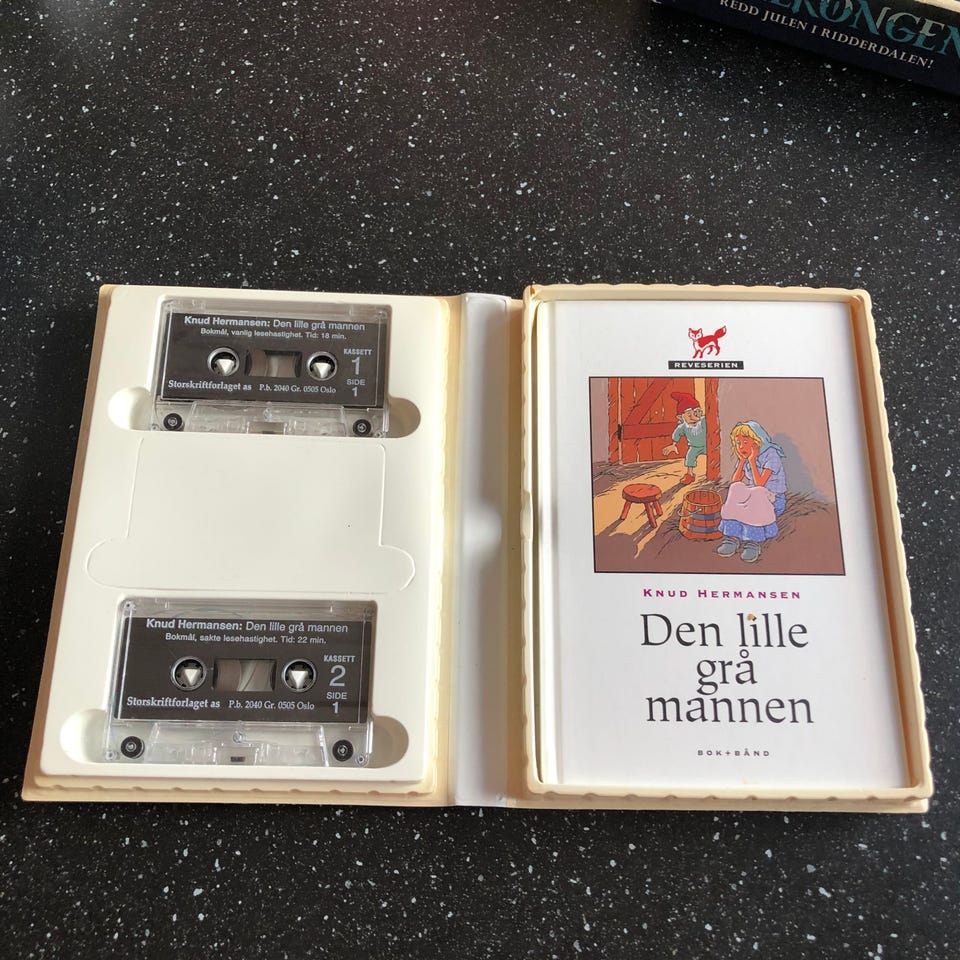 REDD JULEN I RIDDERDALEN!
Knud Hermansen: Den lille grå mannen
Bokmål, vanlig lesehastighet. Tid: 18 min.
KASSETT
1
SIDE
1
Storskriftforlaget as P.b. 2040 Gr. 0505 Oslo
Knud Hermansen: Den lille grå mannen
Bokmål, sakte lesehastighet. Tid: 22 min.
KASSETT
2
SIDE
1
Storskriftforlaget as P.b. 2040 Gr. 0505 Oslo
REVESERIEN
KNUD HERMANSEN
Den lille
grå
mannen
BOK+BÅND